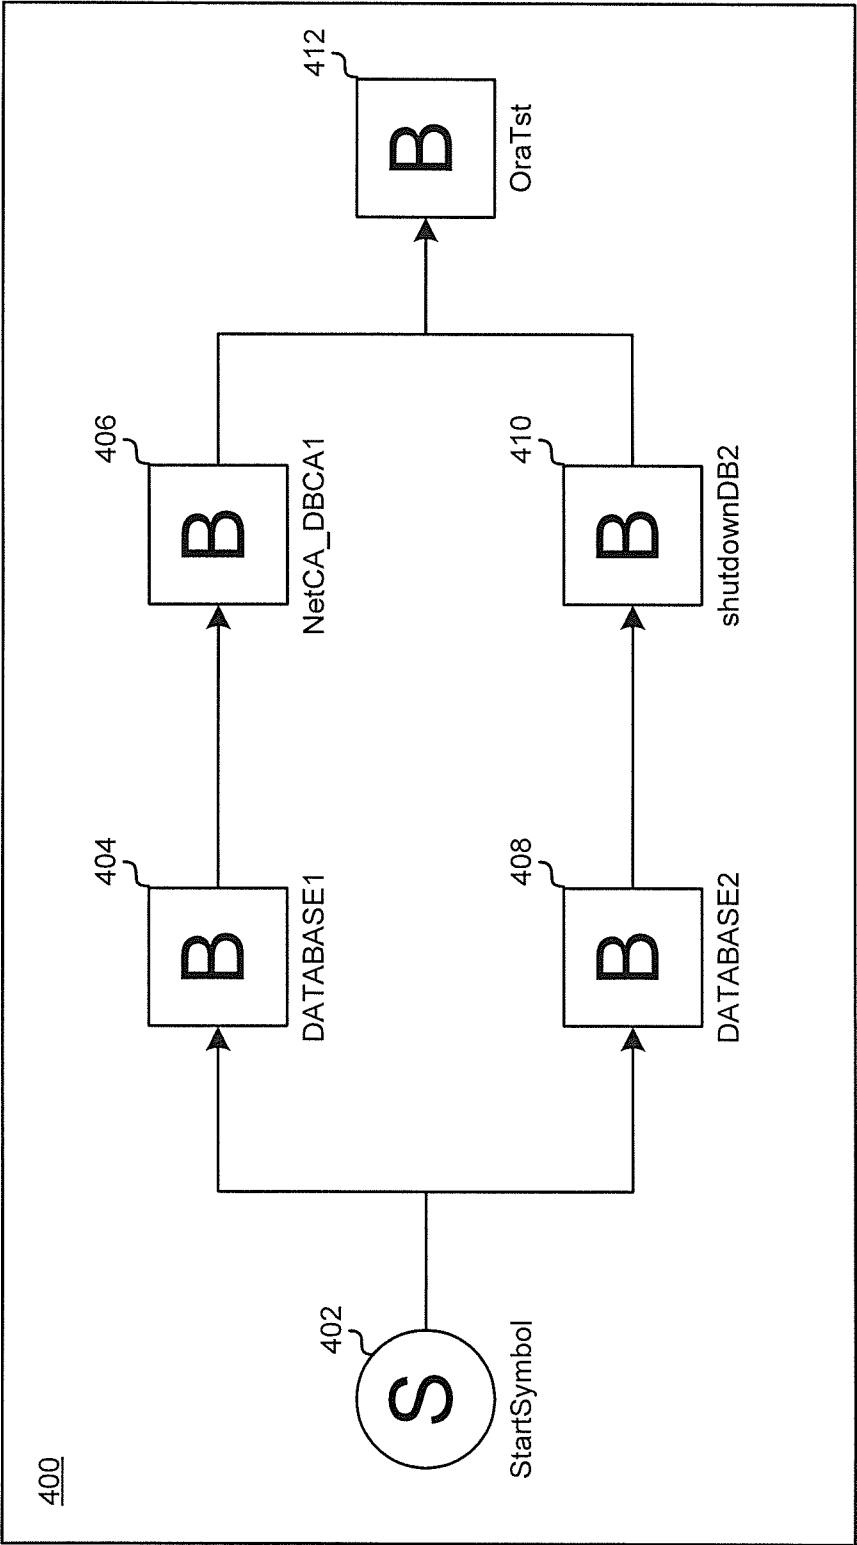 400
402
S
StartSymbol
404
B
DATABASE1
406
B
NetCA_DBCA1
408
B
DATABASE2
410
B
shutdownDB2
412
B
OraTst